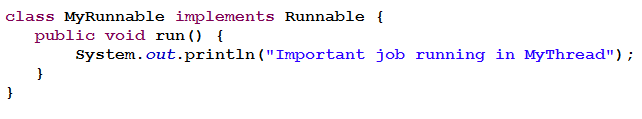 class MyRunnable implements Runnable {
   public void run() {
       System.out.println("Important job running in MyThread");
   }
}